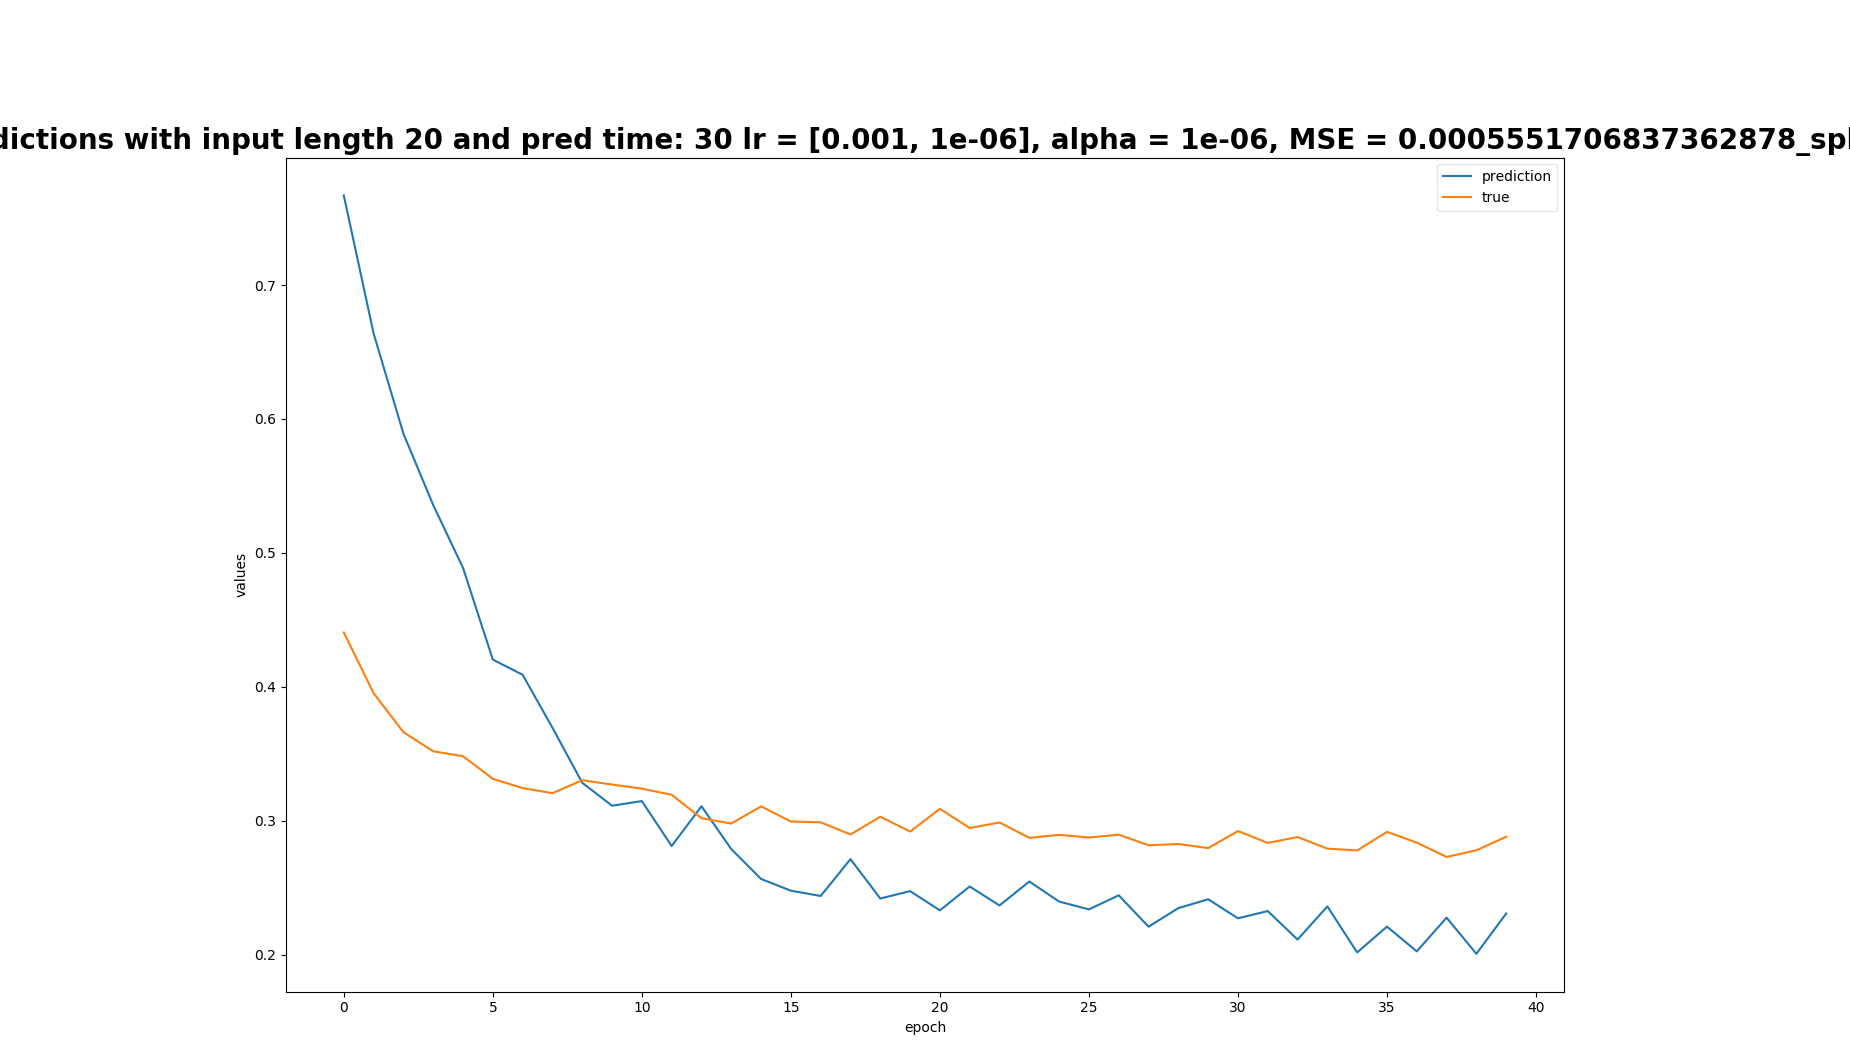 dictions with input length 20 and pred time: 30 lr = [0.001, 1e-06], alpha = 1e-06, MSE = 0.0005551706837362878_spl
prediction
true
0.7
0.6
0.5
0.4
0.3
0.2
values
0 5 10 15 20 25 30 35 40
epoch